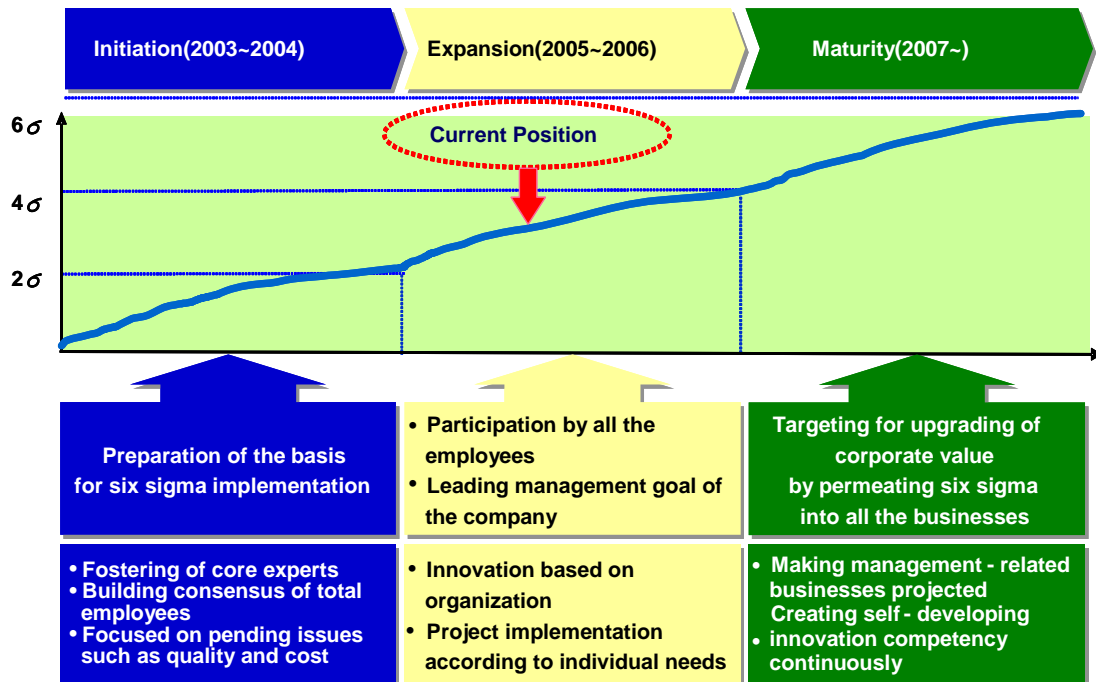 Initiation(2003~2004)
Expansion(2005~2006)
Maturity(2007~)
6σ
Current Position
4σ
2σ
Preparation of the basis
for six sigma implementation
• Participation by all the
employees
• Leading management goal of
the company
Targeting for upgrading of
corporate value
by permeating six sigma
into all the businesses
• Fostering of core experts
• Building consensus of total
employees
• Focused on pending issues
such as quality and cost
• Innovation based on
organization
• Project implementation
according to individual needs
• Making management - related
businesses projected
Creating self - developing
• innovation competency
continuously